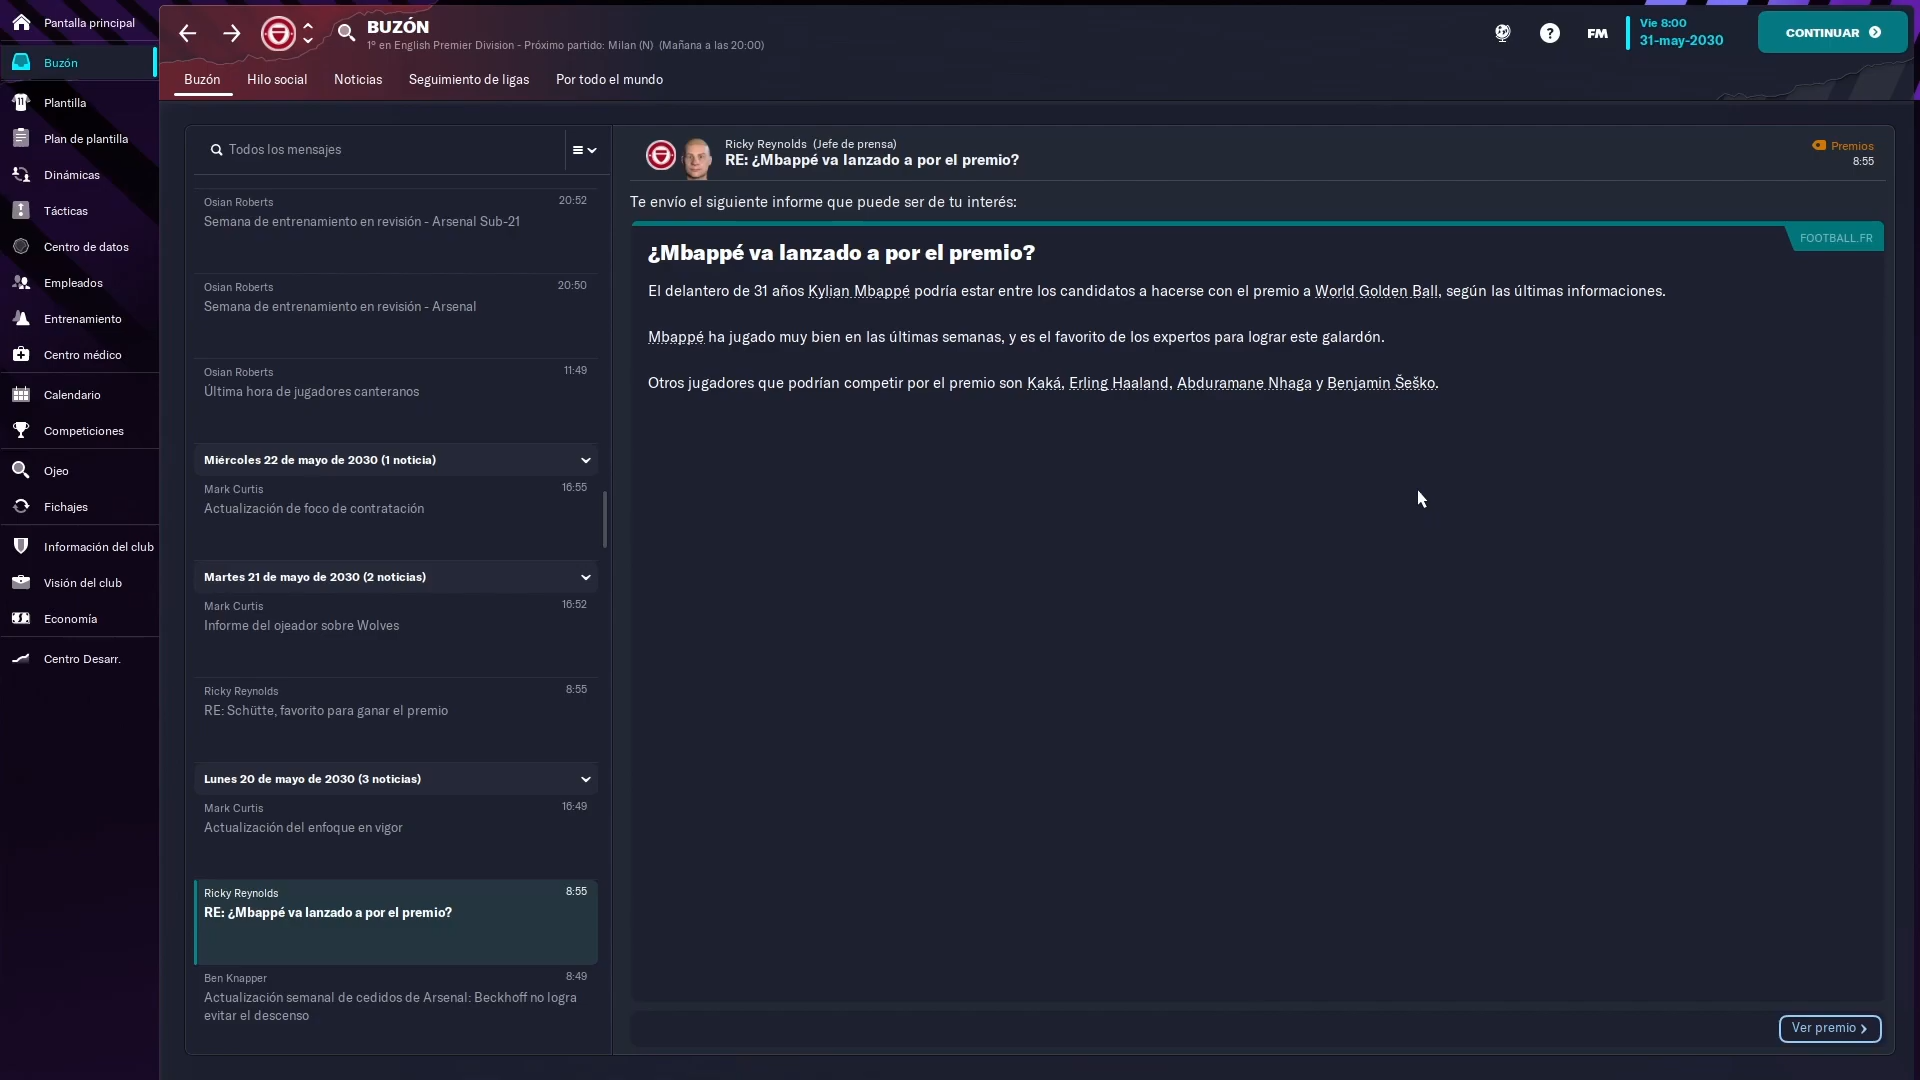 Pantalla principal
Buzón
Plantilla
Plan de plantilla
Dinámicas
Tácticas
Centro de datos
Empleados
Entrenamiento
Centro médico
Calendario
Competiciones
Ojeo
Fichajes
Información del club
Visión del club
Economía
Centro Desarr.
BUZÓN
1º en English Premier Division - Próximo partido: Milan (N) (Mañana a las 20:00)
FM
Vie 8:00
31-may-2030
CONTINUAR
Buzón Hilo social Noticias Seguimiento de ligas Por todo el mundo
Todos los mensajes
Osian Roberts 20:52
Semana de entrenamiento en revisión - Arsenal Sub-21
Osian Roberts 20:50
Semana de entrenamiento en revisión - Arsenal
Osian Roberts 11:49
Última hora de jugadores canteranos
Miércoles 22 de mayo de 2030 (1 noticia)
Mark Curtis 16:55
Actualización de foco de contratación
Martes 21 de mayo de 2030 (2 noticias)
Mark Curtis 16:52
Informe del ojeador sobre Wolves
Ricky Reynolds 8:55
RE: Schütte, favorito para ganar el premio
Lunes 20 de mayo de 2030 (3 noticias)
Mark Curtis 16:49
Actualización del enfoque en vigor
Ricky Reynolds 8:55
RE: ¿Mbappé va lanzado a por el premio?
Ben Knapper 8:49
Actualización semanal de cedidos de Arsenal: Beckhoff no logra
evitar el descenso
Ricky Reynolds (Jefe de prensa)
RE: ¿Mbappé va lanzado a por el premio?
Premios
8:55
Te envío el siguiente informe que puede ser de tu interés:
FOOTBALL.FR
¿Mbappé va lanzado a por el premio?
El delantero de 31 años Kylian Mbappé podría estar entre los candidatos a hacerse con el premio a World Golden Ball, según las últimas informaciones.
Mbappé ha jugado muy bien en las últimas semanas, y es el favorito de los expertos para lograr este galardón.
Otros jugadores que podrían competir por el premio son Kaká, Erling Haaland, Abduramane Nhaga y Benjamin Šeško.
Ver premio